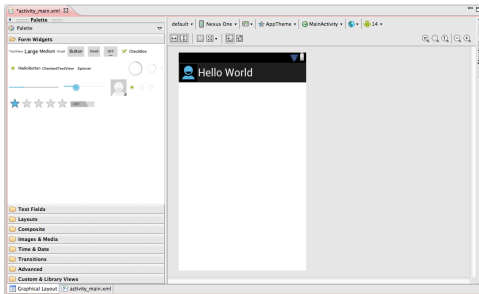 *activity_main.xml
Palette
Palette
Form Widgets
TextView Large Medium Small Button Small OFF CheckBox
RadioButton CheckedTextView Spinner
Text Fields
Layouts
Composite
Images & Media
Time & Date
Transitions
Advanced
Custom & Library Views
Graphical Layout activity_main.xml
default Nexus One AppTheme MainActivity 14
Hello World